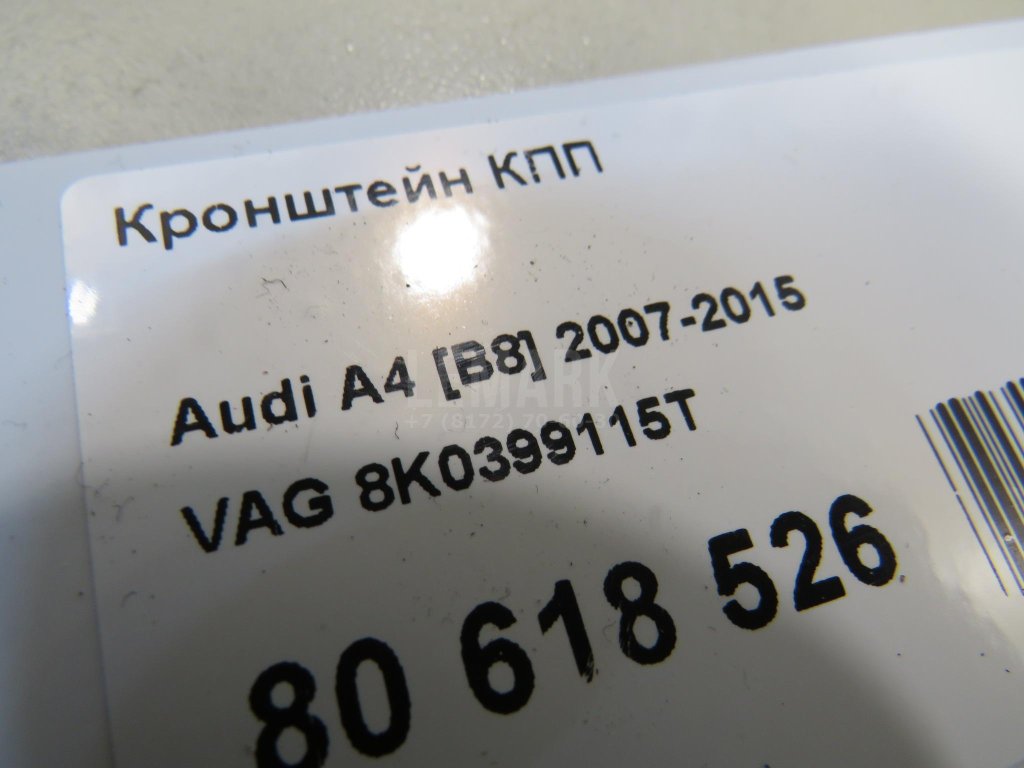 Кронштейн КПП
Audi A4 [B8] 2007-2015
VAG 8K0399115T
80 618 526